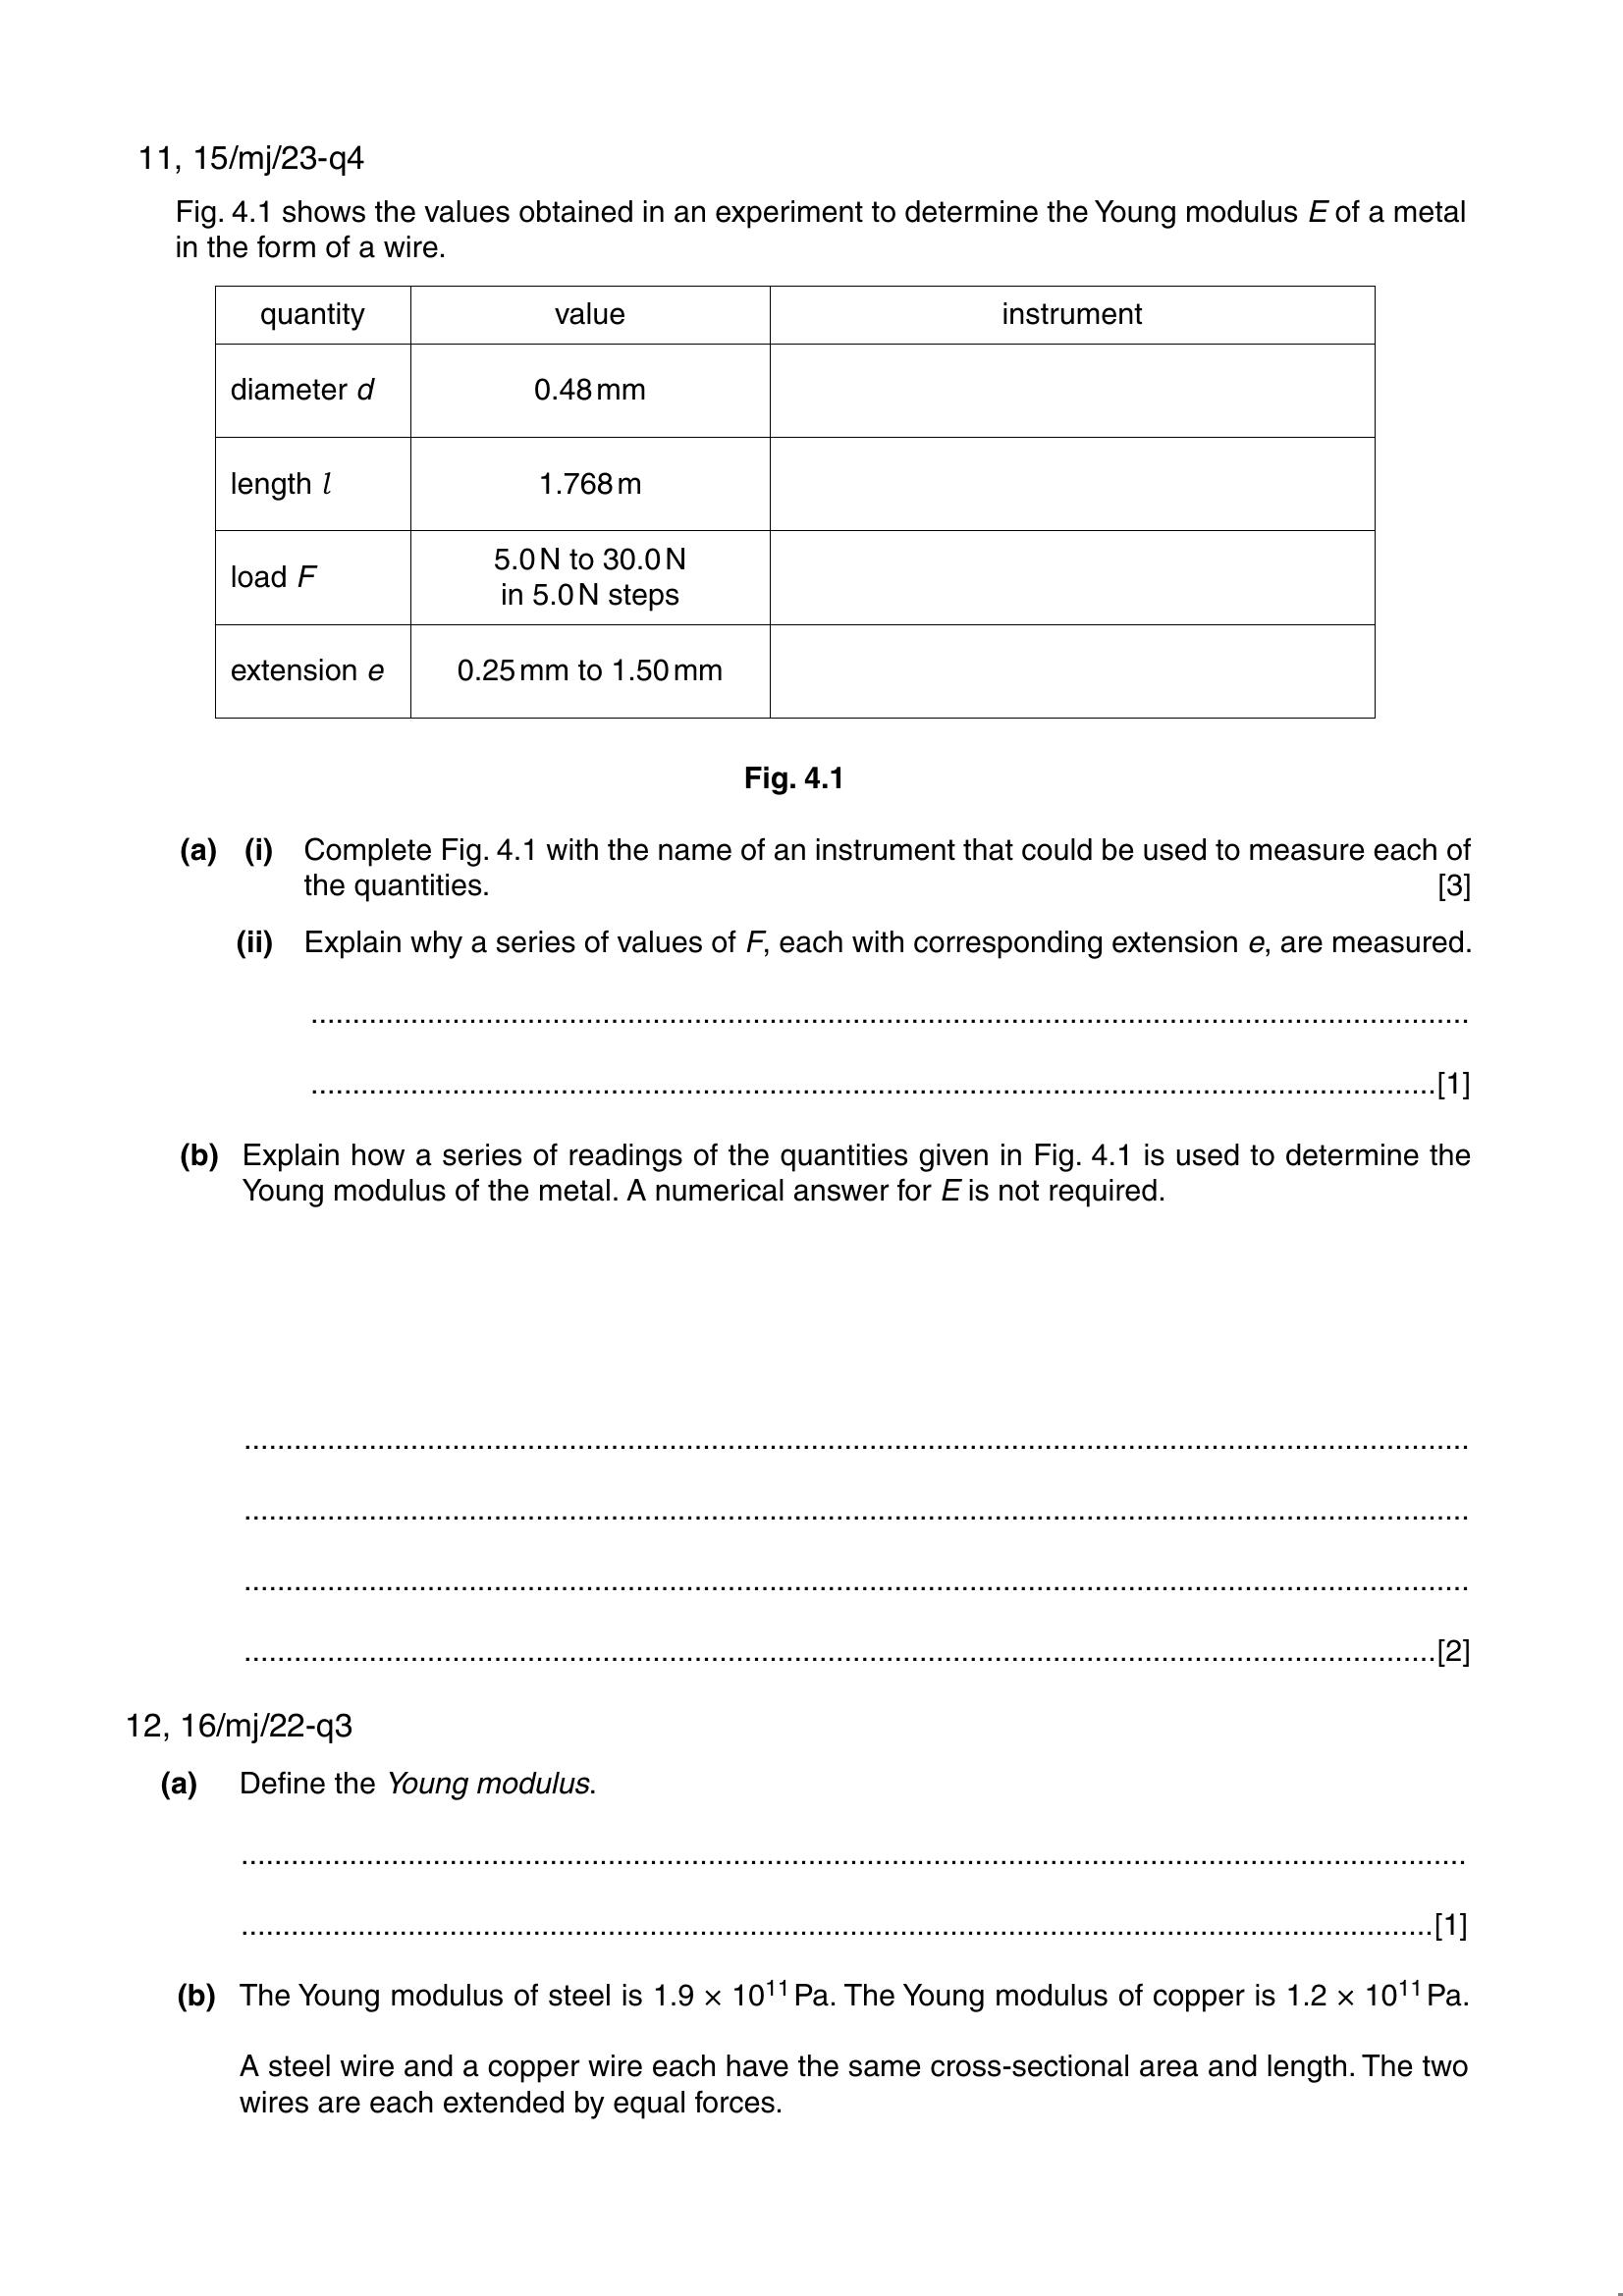 11, 15/mj/23-q4
Fig. 4.1 shows the values obtained in an experiment to determine the Young modulus E of a metal
in the form of a wire.
quantity value instrument
diameter d 0.48 mm
length l 1.768 m
load F 5.0 N to 30.0 N
in 5.0 N steps
extension e 0.25 mm to 1.50 mm
Fig. 4.1
(a) (i) Complete Fig. 4.1 with the name of an instrument that could be used to measure each of
the quantities. [3]
(ii) Explain why a series of values of F, each with corresponding extension e, are measured.
..........................................................................................................................................
......................................................................................................................................[1]
(b) Explain how a series of readings of the quantities given in Fig. 4.1 is used to determine the
Young modulus of the metal. A numerical answer for E is not required.
..................................................................................................................................................
..................................................................................................................................................
..................................................................................................................................................
..............................................................................................................................................[2]
12, 16/mj/22-q3
(a) Define the Young modulus.
..................................................................................................................................................
..............................................................................................................................................[1]
(b) The Young modulus of steel is 1.9 × 10¹¹ Pa. The Young modulus of copper is 1.2 × 10¹¹ Pa.
A steel wire and a copper wire each have the same cross-sectional area and length. The two
wires are each extended by equal forces.